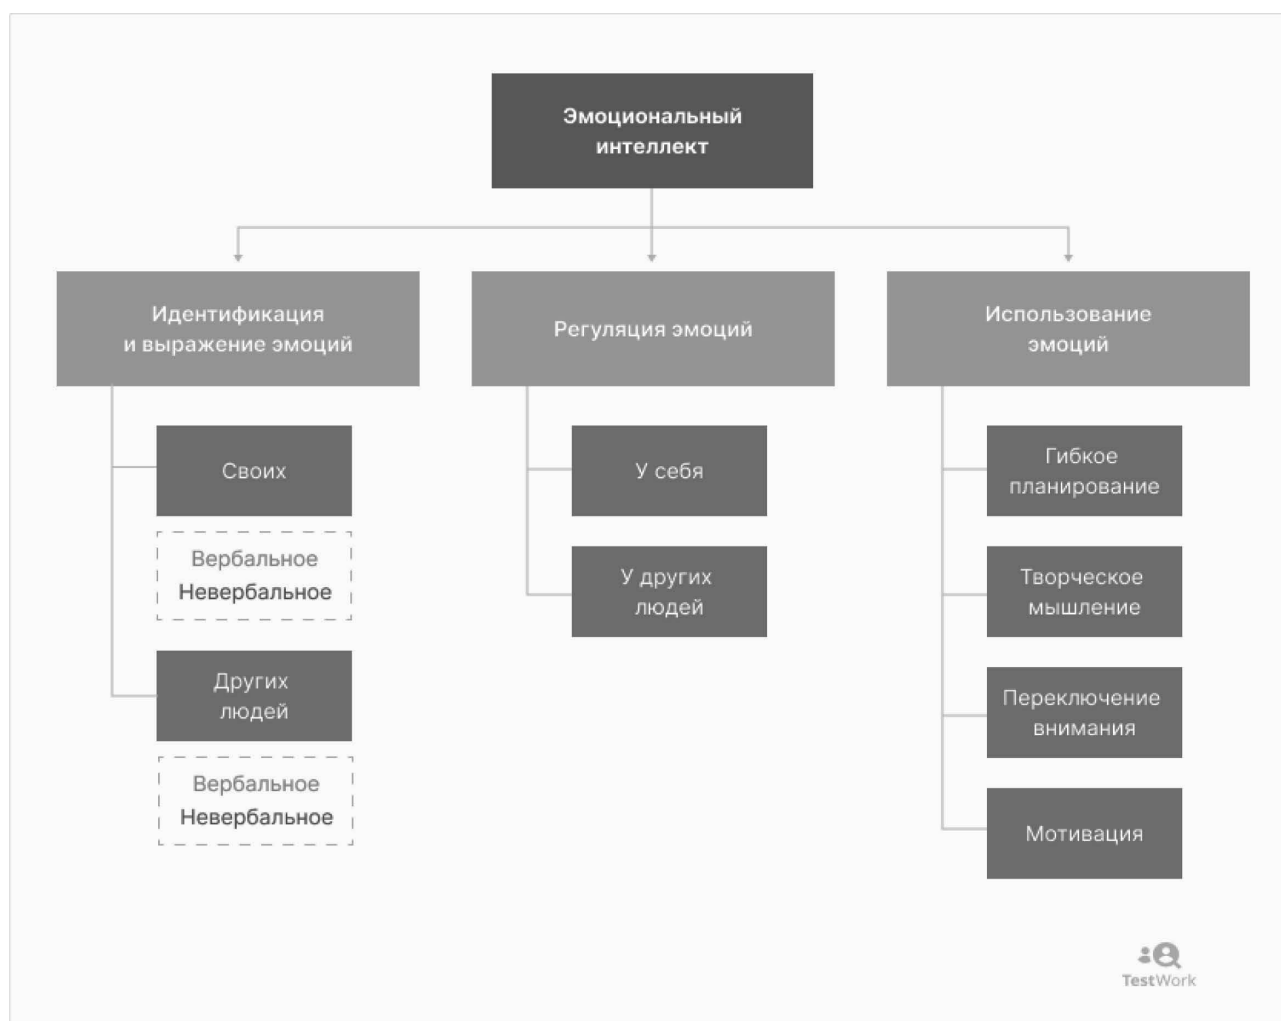 Эмоциональный
интеллект
Идентификация
и выражение эмоций
Своих
Вербальное
Невербальное
Других
людей
Вербальное
Невербальное
Регуляция эмоций
У себя
У других
людей
Использование
эмоций
Гибкое
планирование
Творческое
мышление
Переключение
внимания
Мотивация
TestWork